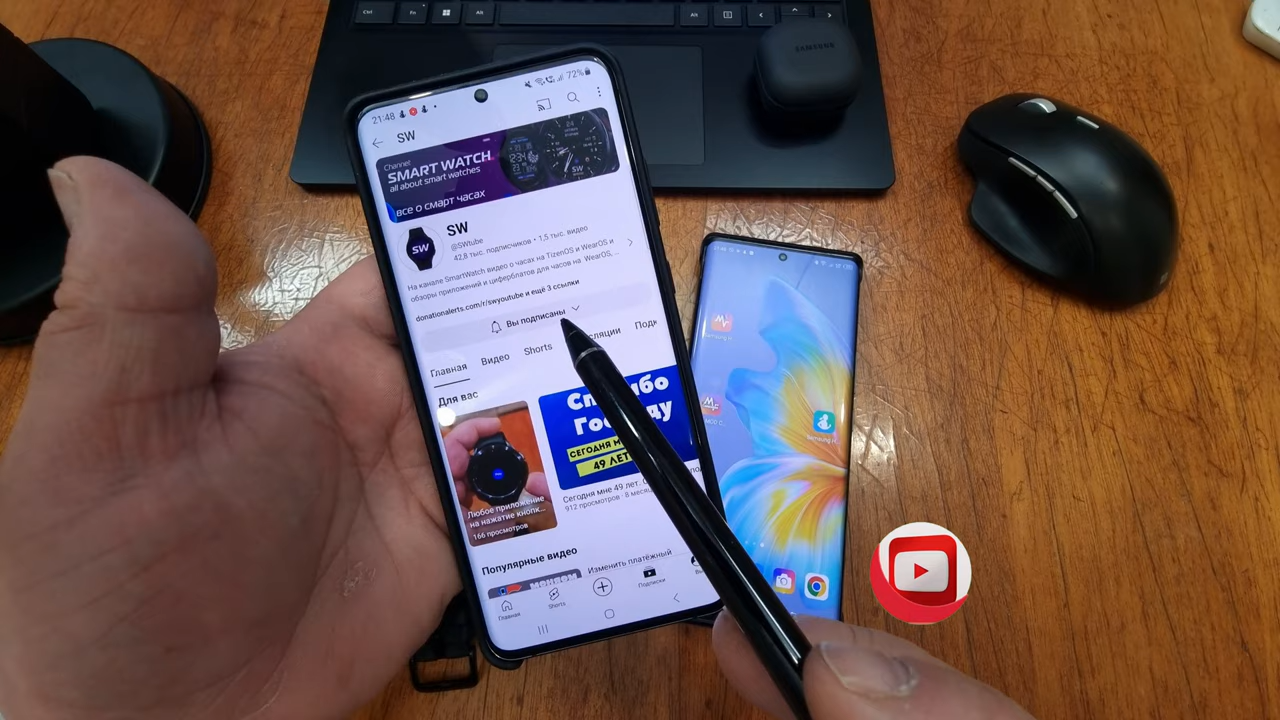 Ctrl
Fn
Alt
Alt
SAMSUNG
21:48
72%
SW
Channel:
SMART WATCH
all about smart watches
все о смарт часах
SW
SW
@SWtube
42,8 тыс. подписчиков • 1,5 тыс. видео
На канале SmartWatch видео о часах на TizenOS и WearOS и
обзоры приложений и циферблатов для часов на WearOS,...
donationalerts.com/r/swyoutube и ещё 3 ссылки
Вы подписаны
Главная
Видео
Shorts
Для вас
49 ЛЕТ
Любое приложение
на нажатие кнопк...
166 просмотров
Сегодня мне 49 лет.
912 просмотров
Популярные видео
Изменить платёжный
Главная
Shorts
Подписки
Samsung H